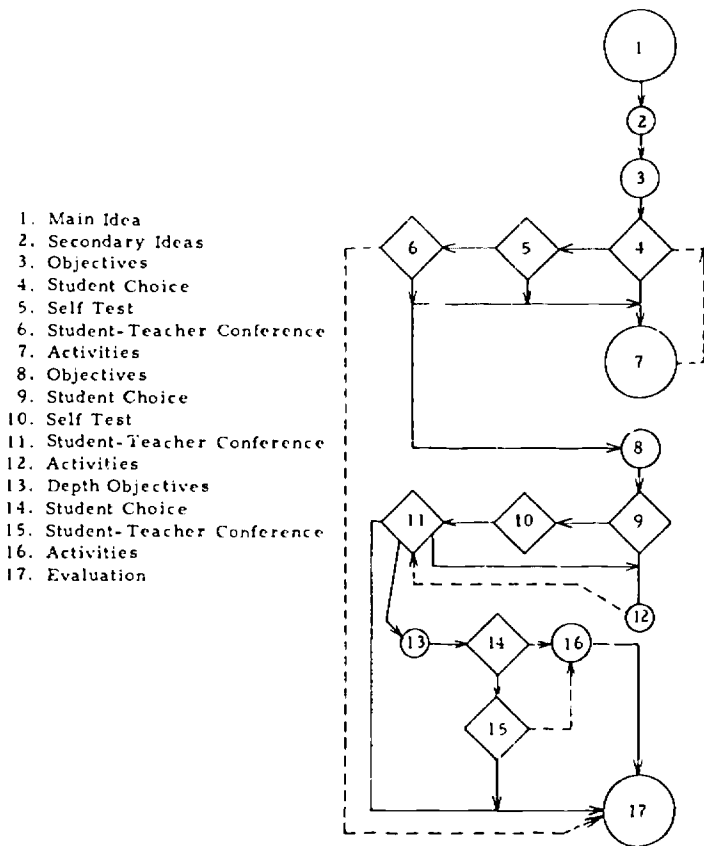 1. Main Idea
2. Secondary Ideas
3. Objectives
4. Student Choice
5. Self Test
6. Student-Teacher Conference
7. Activities
8. Objectives
9. Student Choice
10. Self Test
11. Student-Teacher Conference
12. Activities
13. Depth Objectives
14. Student Choice
15. Student-Teacher Conference
16. Activities
17. Evaluation
1
2
3
6 5 4
7
8
11 10 9
12
13 14 16
15
17